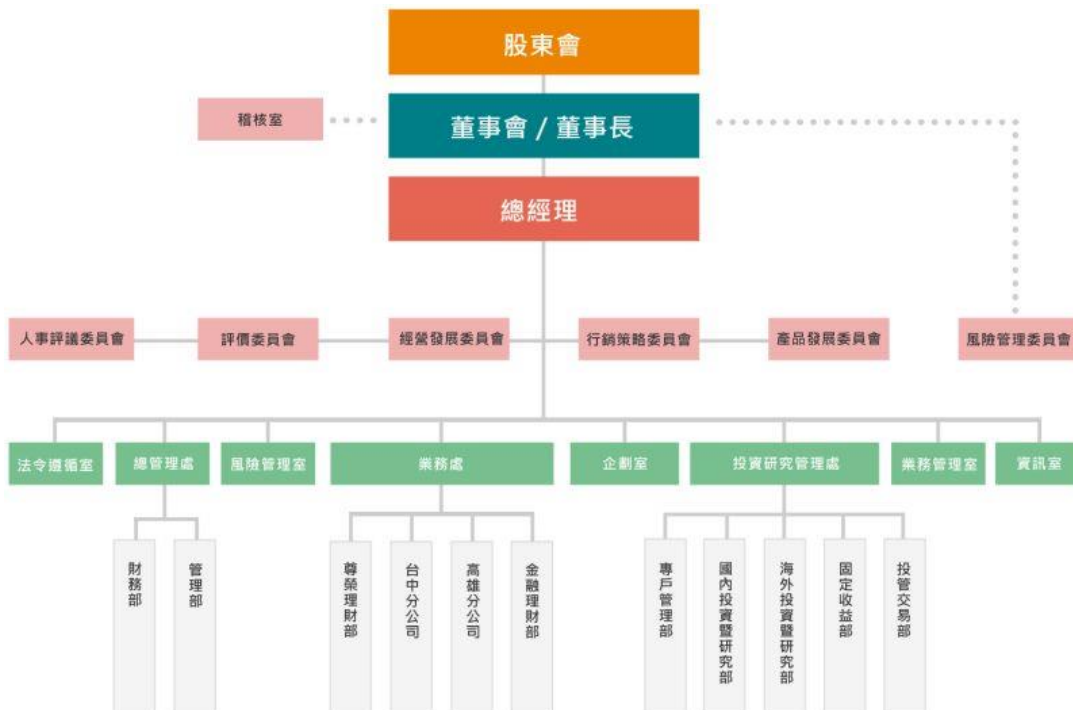 股東會
稽核室
董事會 / 董事長
總經理
人事評議委員會
評價委員會
經營發展委員會
行銷策略委員會
產品發展委員會
風險管理委員會
法令遵循室
總管理處
風險管理室
業務處
企劃室
投資研究管理處
業務管理室
資訊室
財務部
管理部
尊榮理財部
台中分公司
高雄分公司
金融理財部
專戶管理部
國內投資暨研究部
海外投資暨研究部
固定收益部
投管交易部